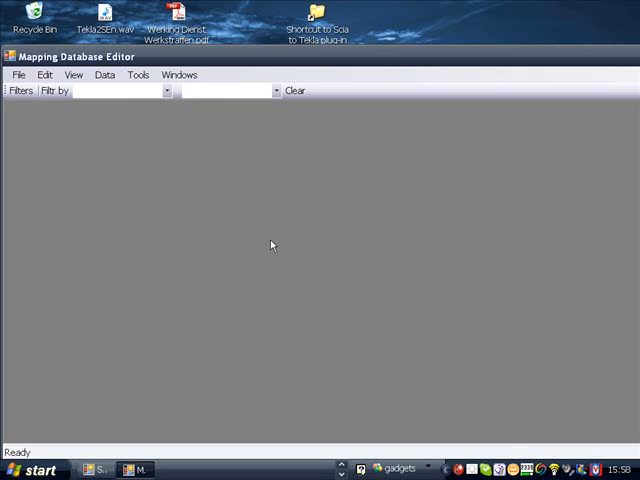 Recycle Bin
Tekla2SEn.wav
Werking Dienst
Werkstraffen.pdf
Shortcut to Scia
to Tekla plug-in
Mapping Database Editor
File Edit View Data Tools Windows
Filters Filtr by Clear
Ready
start S.. M. gadgets 15:58